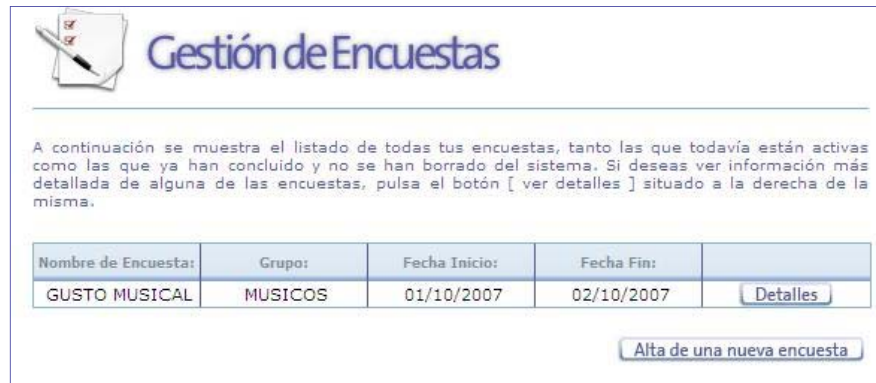 Gestión de Encuestas
A continuación se muestra el listado de todas tus encuestas, tanto las que todavía están activas
como las que ya han concluido y no se han borrado del sistema. Si deseas ver información más
detallada de alguna de las encuestas, pulsa el botón [ ver detalles ] situado a la derecha de la
misma.
Nombre de Encuesta: Grupo: Fecha Inicio: Fecha Fin:
GUSTO MUSICAL MUSICOS 01/10/2007 02/10/2007 Detalles
Alta de una nueva encuesta